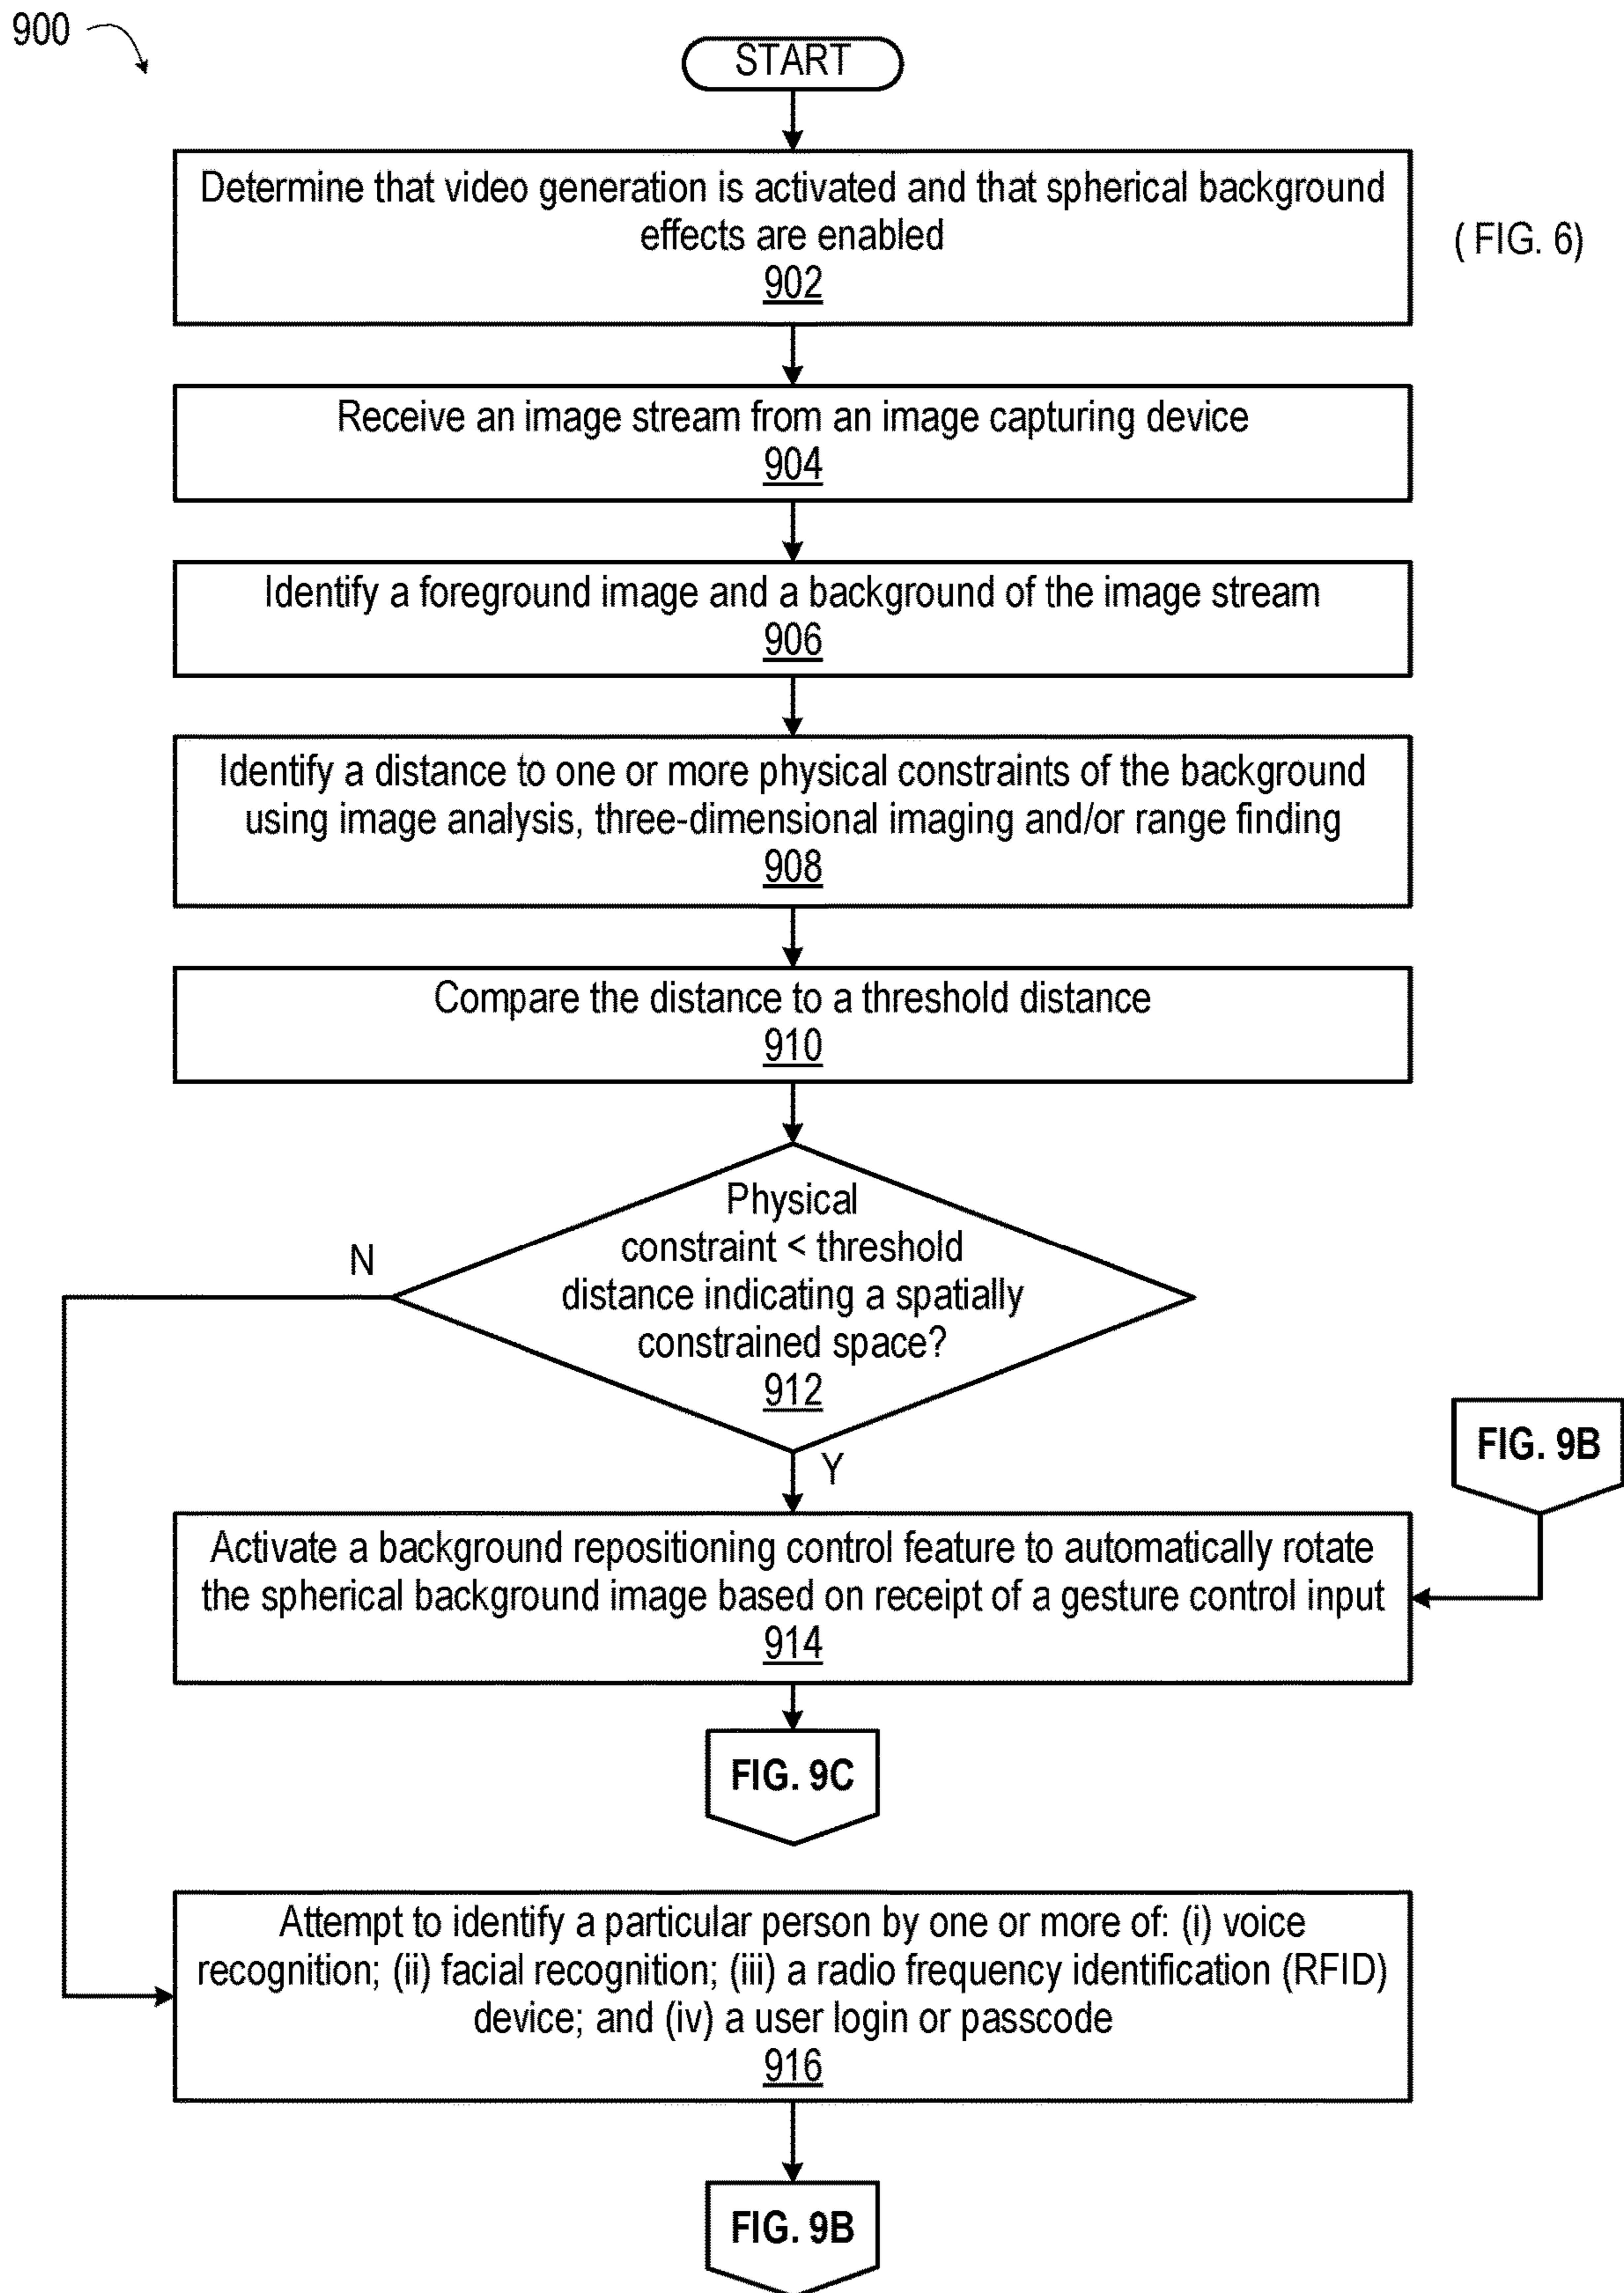 900
START
Determine that video generation is activated and that spherical background
effects are enabled
902
( FIG. 6)
Receive an image stream from an image capturing device
904
Identify a foreground image and a background of the image stream
906
Identify a distance to one or more physical constraints of the background
using image analysis, three-dimensional imaging and/or range finding
908
Compare the distance to a threshold distance
910
Physical
constraint < threshold
distance indicating a spatially
constrained space?
912
N
Y
FIG. 9B
Activate a background repositioning control feature to automatically rotate
the spherical background image based on receipt of a gesture control input
914
FIG. 9C
Attempt to identify a particular person by one or more of: (i) voice
recognition; (ii) facial recognition; (iii) a radio frequency identification (RFID)
device; and (iv) a user login or passcode
916
FIG. 9B